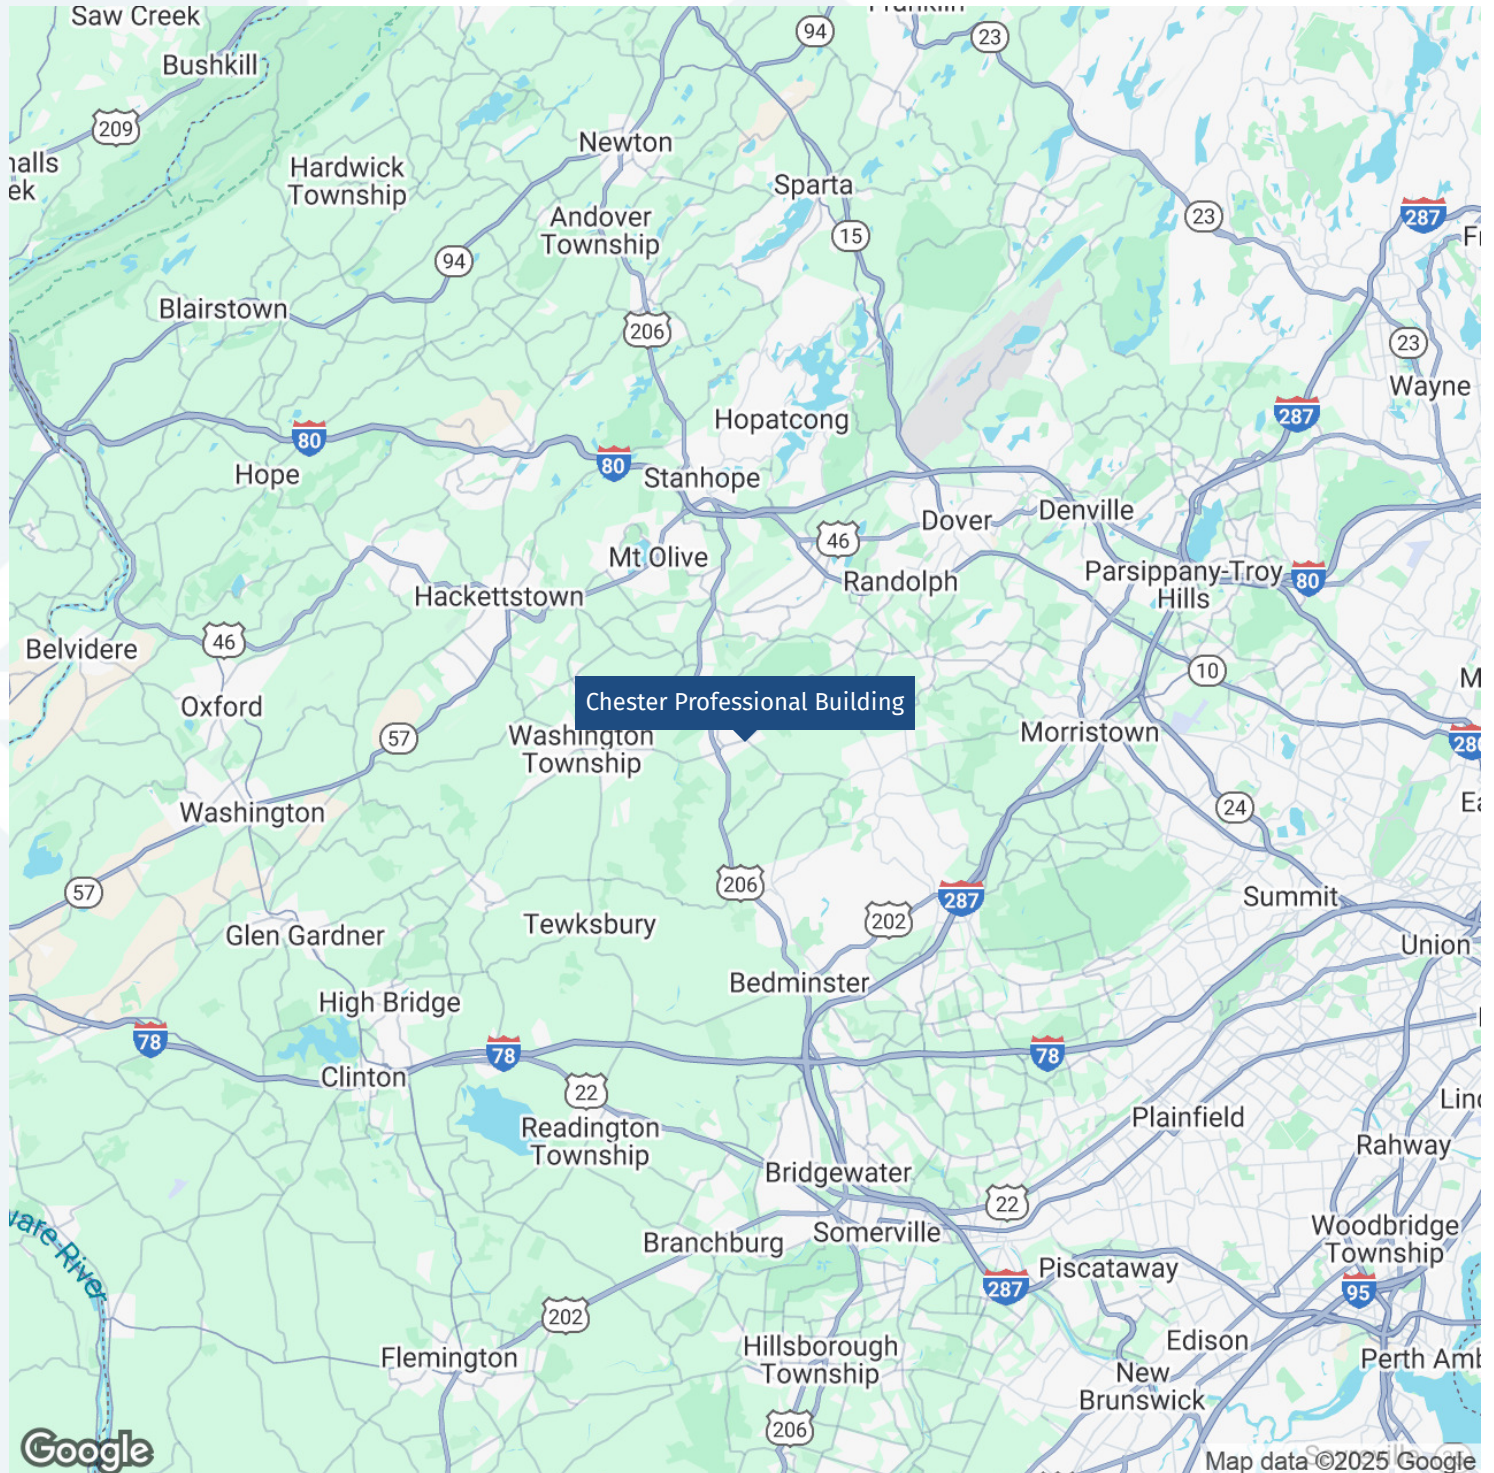 Saw Creek
94
23
Bushkill
209
Newton
Hardwick
Township
Sparta
Andover
Township
23
287
15
94
Blairstown
206
23
Wayne
287
Hopatcong
80
80
Hope
Stanhope
Dover
Denville
46
Mt Olive
Randolph
Parsippany-Troy
Hills
80
Hackettstown
46
Belvidere
10
Oxford
Chester Professional Building
57
Washington
Township
Morristown
280
Washington
24
57
206
287
202
Summit
Tewksbury
Glen Gardner
Union
Bedminster
High Bridge
78
78
78
Clinton
22
Readington
Township
Plainfield
Rahway
Bridgewater
22
Woodbridge
Township
Somerville
Branchburg
Piscataway
287
95
River
202
Edison
Hillsborough
Township
Flemington
Perth Amb
New
Brunswick
206
Google
Map data ©2025 Google